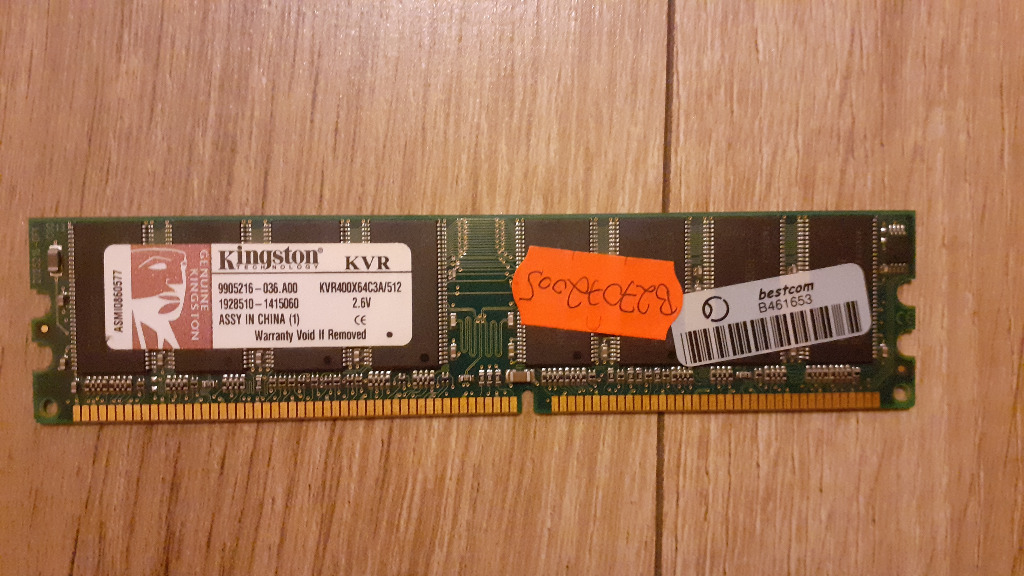 ASMI0860577
GENUINE
KINGSTON
Kingston®
TECHNOLOGY
KVR
9905216-036.A00 KVR400X64C3A/512
1928510-1415060 2.6V
ASSY IN CHINA (1) CE
Warranty Void If Removed
bestcom
B461653